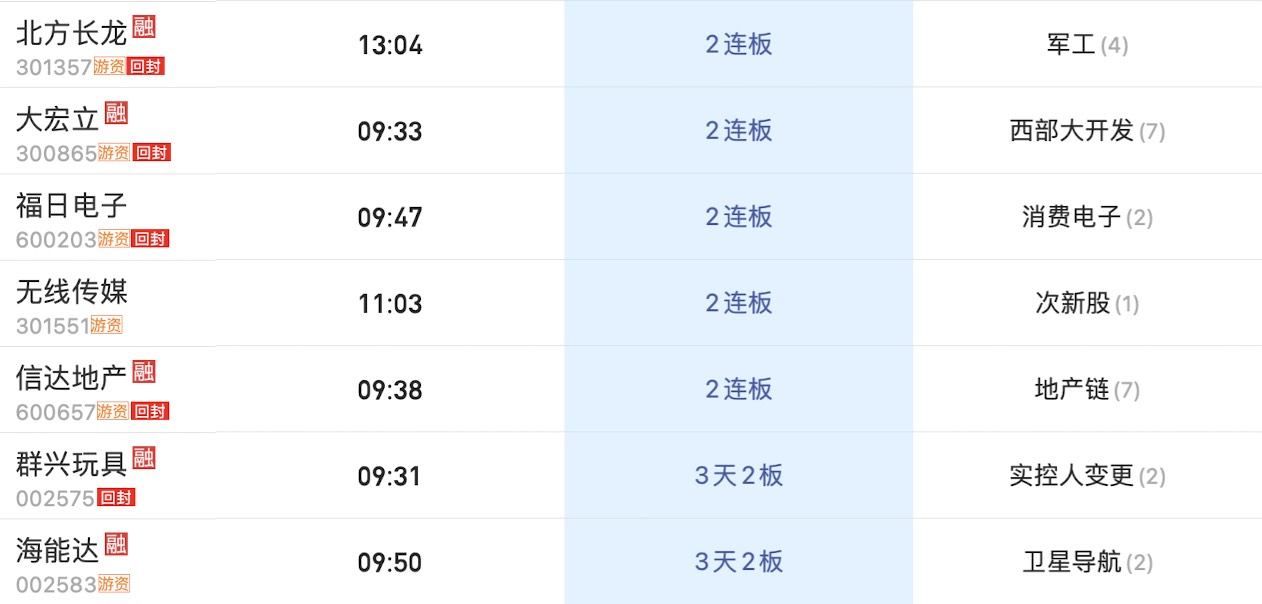 北方长龙 融
301357 游资 回封
13:04
2连板
军工 (4)
大宏立 融
300865 游资 回封
09:33
2连板
西部大开发 (7)
福日电子
600203 游资 回封
09:47
2连板
消费电子 (2)
无线传媒
301551 游资
11:03
2连板
次新股 (1)
信达地产 融
600657 游资 回封
09:38
2连板
地产链 (7)
群兴玩具 融
002575 回封
09:31
3天2板
实控人变更 (2)
海能达 融
002583 游资
09:50
3天2板
卫星导航 (2)